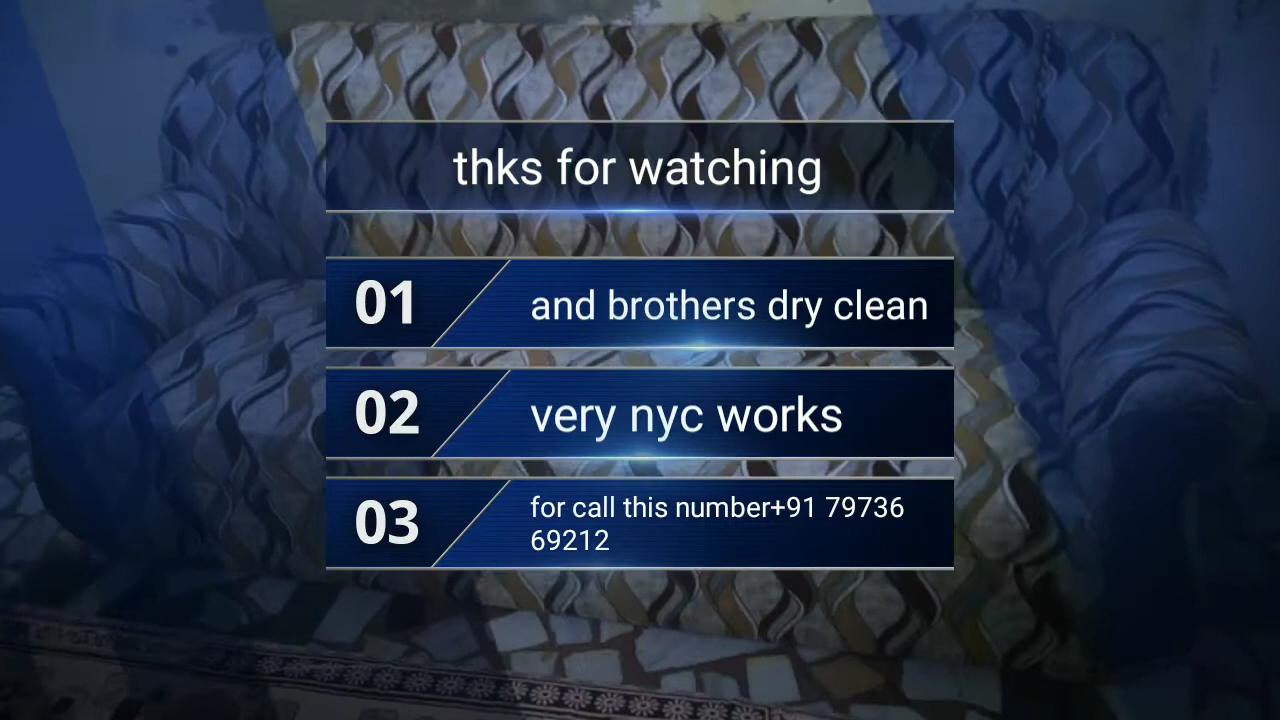 thks for watching
01
and brothers dry clean
02
very nyc works
03
for call this number+91 79736
69212